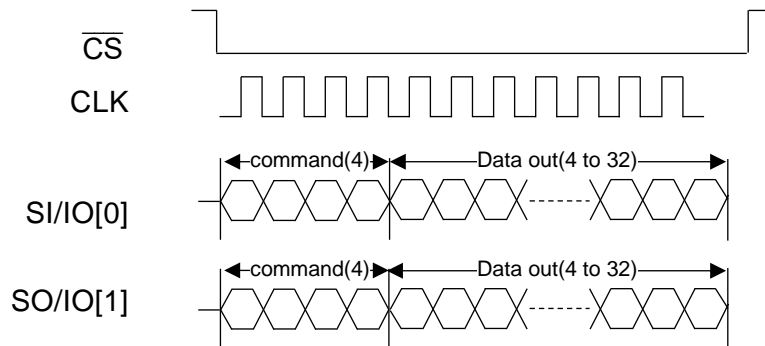 CS
CLK
command(4) Data out(4 to 32)
SI/IO[0]
command(4) Data out(4 to 32)
SO/IO[1]